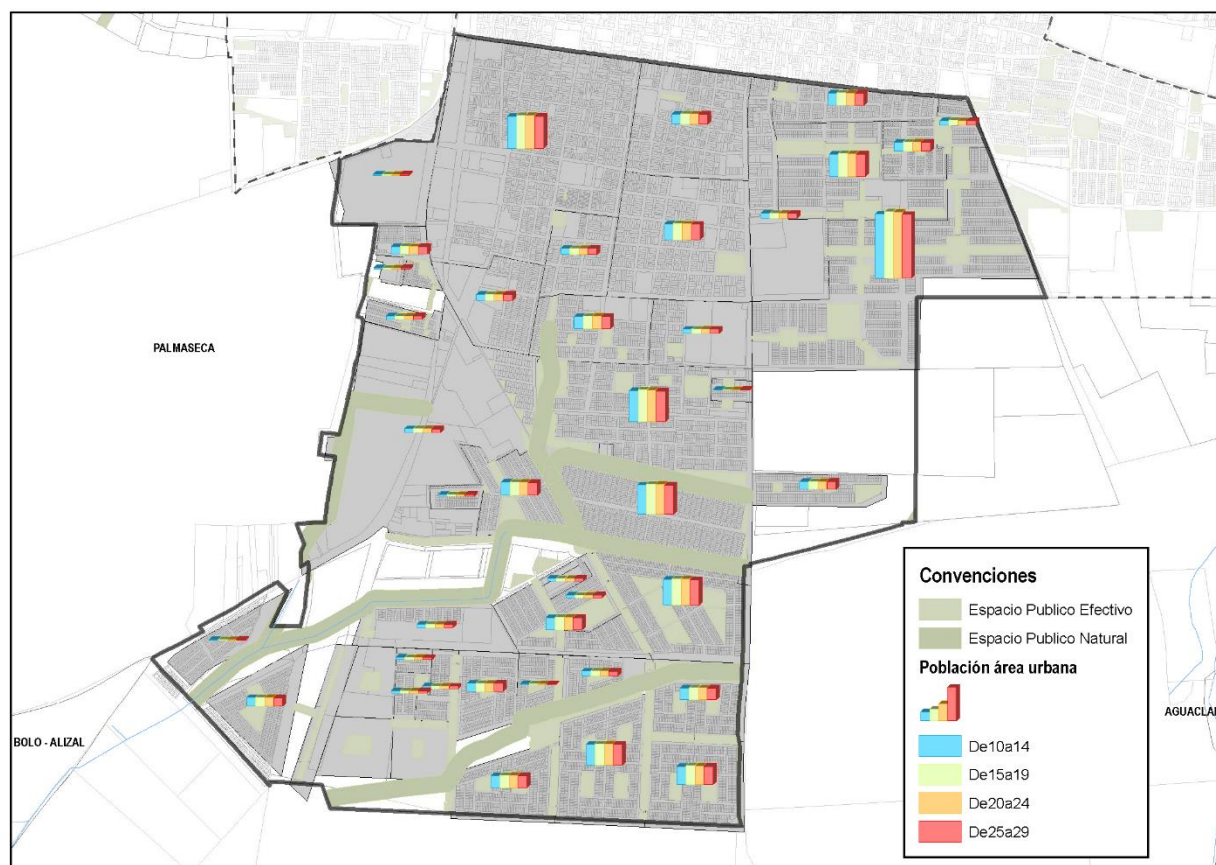 PALMASECA
BOLO - ALIZAL
Convenciones
Espacio Publico Efectivo
Espacio Publico Natural
Población área urbana
De10a14
De15a19
De20a24
De25a29